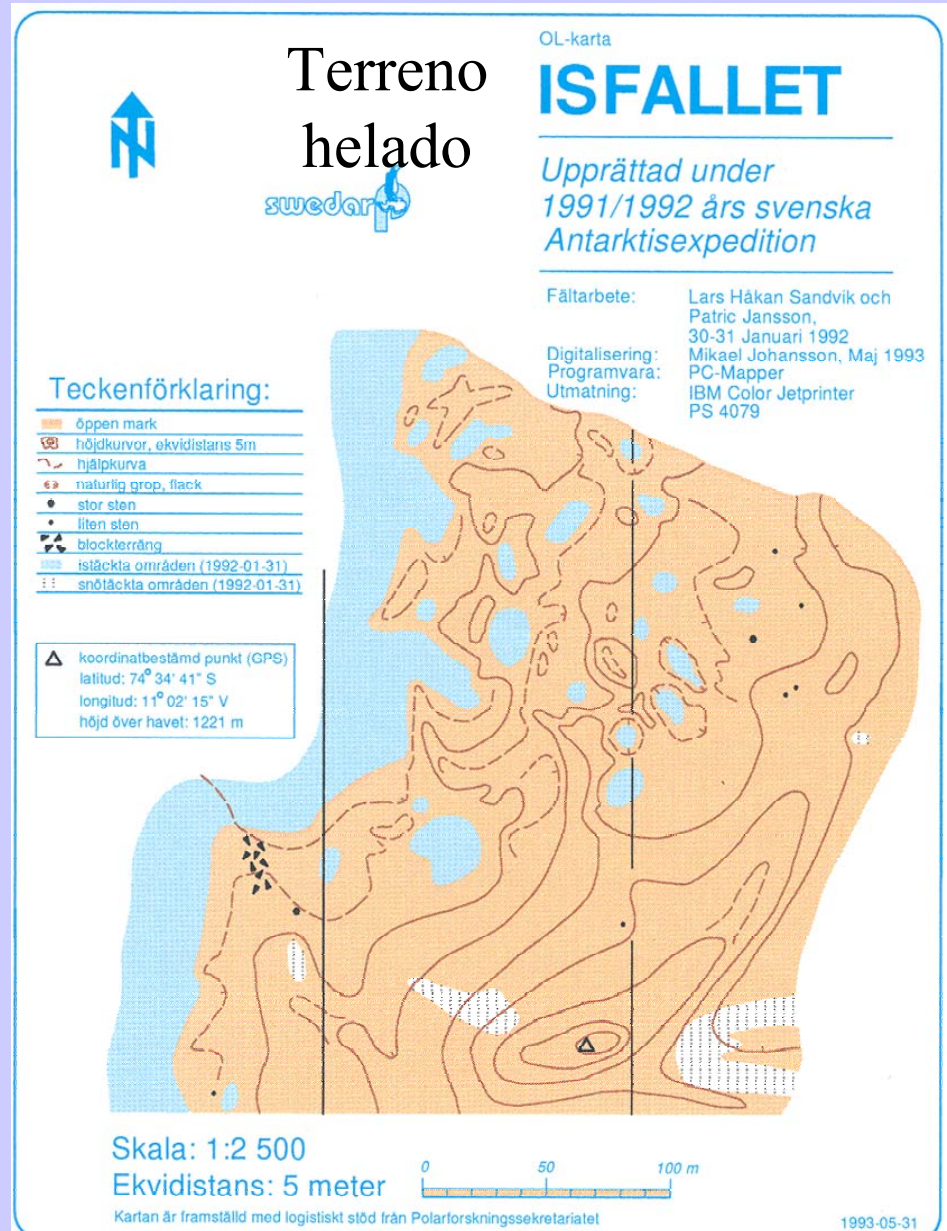 Terreno
helado
swedarp
OL-karta
ISFALLET
Upprättad under
1991/1992 års svenska
Antarktisexpedition
Fältarbete: Lars Håkan Sandvik och
Patric Jansson,
30-31 Januari 1992
Digitalisering: Mikael Johansson, Maj 1993
Programvara: PC-Mapper
Utmatning: IBM Color Jetprinter
PS 4079
Teckenförklaring:
öppen mark
höjdkurvor, ekvidistans 5m
hjälpkurva
naturlig grop, flack
stor sten
liten sten
blockterräng
istäckta områden (1992-01-31)
snötäckta områden (1992-01-31)
koordinatbestämd punkt (GPS)
latitud: 74° 34' 41" S
longitud: 11° 02' 15" V
höjd över havet: 1221 m
Skala: 1:2 500
Ekvidistans: 5 meter
0 50 100 m
Kartan är framställd med logistiskt stöd från Polarforskningssekretariatet
1993-05-31